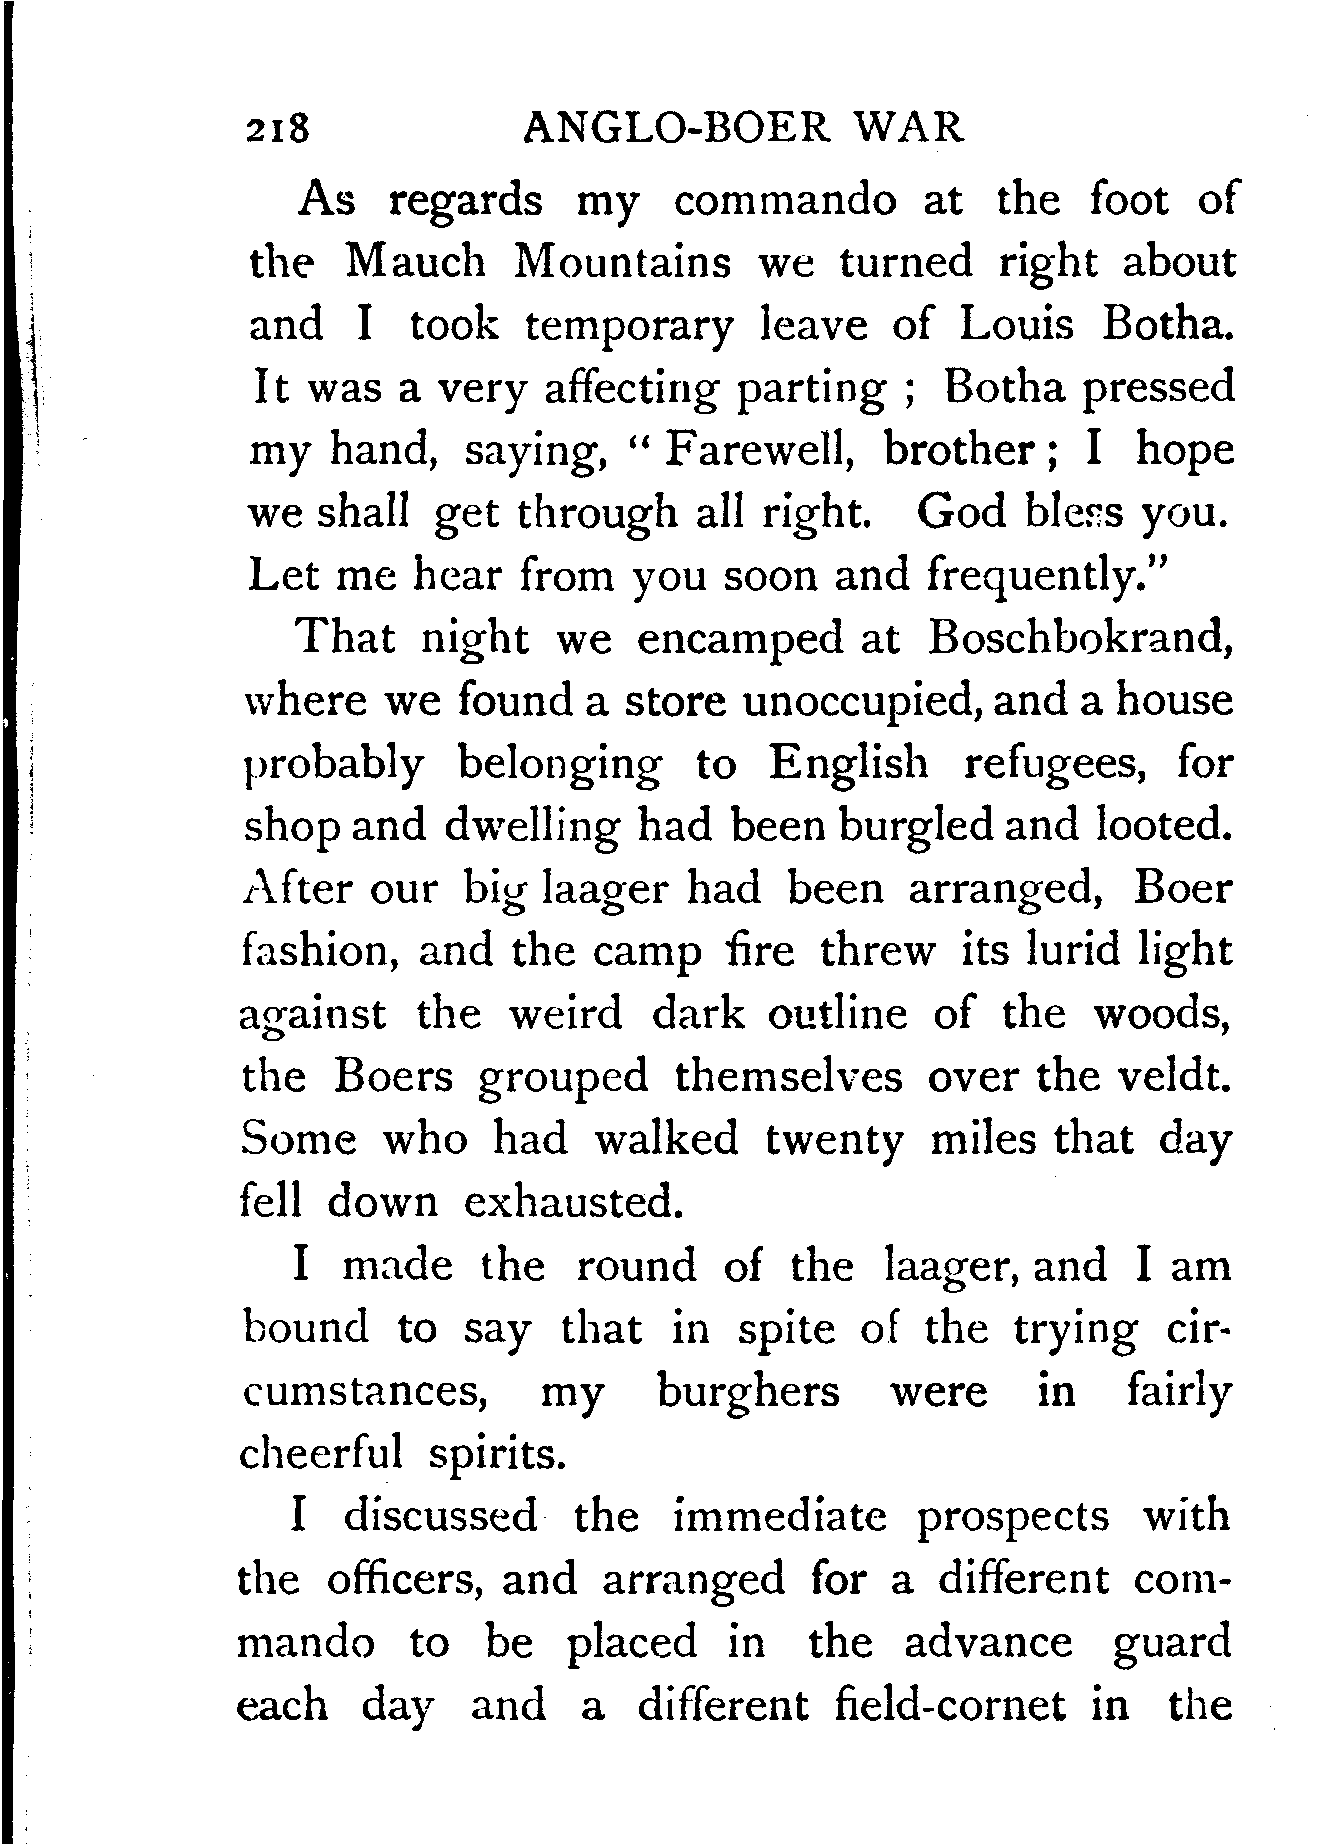 218 ANGLO-BOER WAR
As regards my commando at the foot of
the Mauch Mountains we turned right about
and I took temporary leave of Louis Botha.
It was a very affecting parting ; Botha pressed
my hand, saying, “ Farewell, brother ; I hope
we shall get through all right. God bless you.
Let me hear from you soon and frequently.”
That night we encamped at Boschbokrand,
where we found a store unoccupied, and a house
probably belonging to English refugees, for
shop and dwelling had been burgled and looted.
After our big laager had been arranged, Boer
fashion, and the camp fire threw its lurid light
against the weird dark outline of the woods,
the Boers grouped themselves over the veldt.
Some who had walked twenty miles that day
fell down exhausted.
I made the round of the laager, and I am
bound to say that in spite of the trying cir-
cumstances, my burghers were in fairly
cheerful spirits.
I discussed the immediate prospects with
the officers, and arranged for a different com-
mando to be placed in the advance guard
each day and a different field-cornet in the